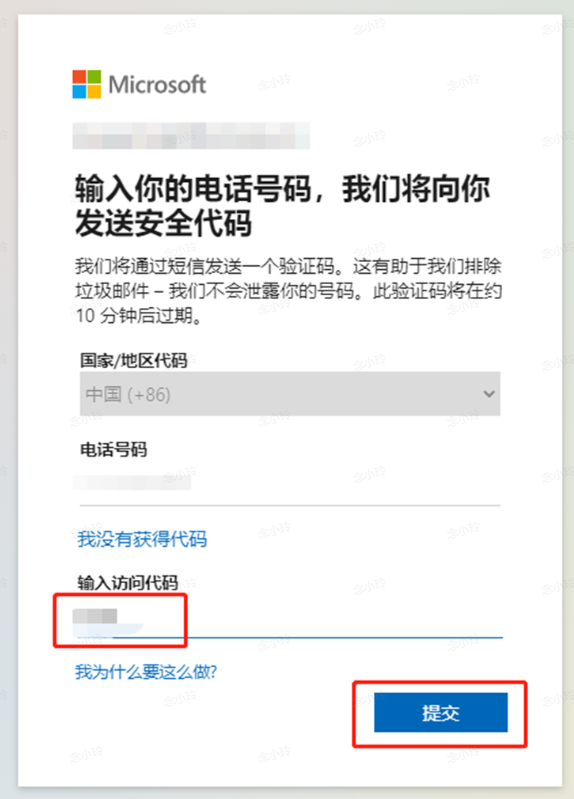 Microsoft
输入你的电话号码，我们将向你
发送安全代码
我们将通过短信发送一个验证码。这有助于我们排除
垃圾邮件 – 我们不会泄露你的号码。此验证码将在约
10 分钟后过期。
国家/地区代码
中国 (+86)
电话号码
我没有获得代码
输入访问代码
我为什么要这么做?
提交